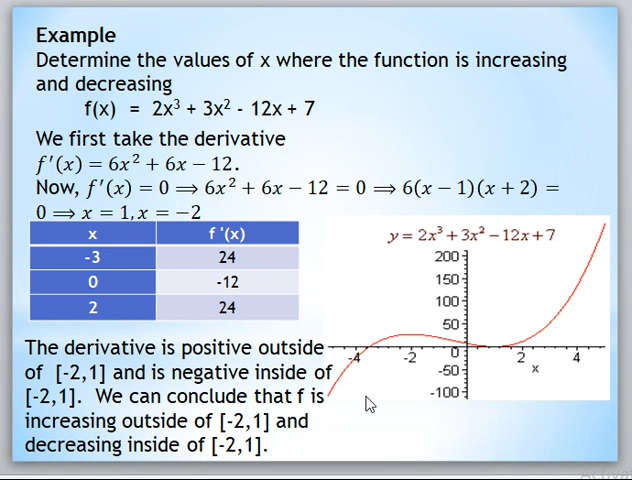 Example
Determine the values of x where the function is increasing
and decreasing
f(x) = 2x³ + 3x² - 12x + 7
We first take the derivative
f′(x) = 6x² + 6x − 12.
Now, f′(x) = 0 ⟹ 6x² + 6x − 12 = 0 ⟹ 6(x − 1)(x + 2) =
0 ⟹ x = 1, x = −2
x f '(x)
-3 24
0 -12
2 24
y = 2x³ + 3x² − 12x + 7
200
150
100
50
-4 -2 0 2 4
x
-50
-100
The derivative is positive outside
of [-2,1] and is negative inside of
[-2,1]. We can conclude that f is
increasing outside of [-2,1] and
decreasing inside of [-2,1].